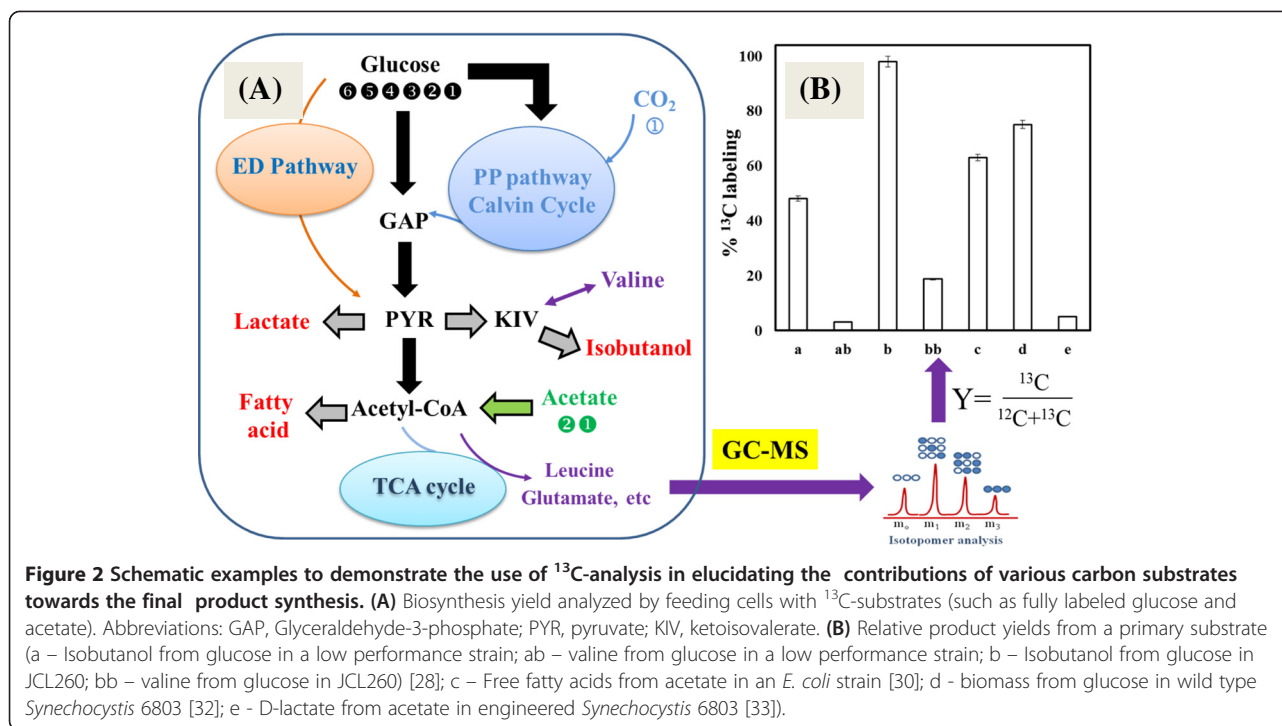 (A)
Glucose
❻❺❹❸❷❶
CO₂
①
ED Pathway
PP pathway
Calvin Cycle
GAP
Valine
Lactate
PYR
KIV
Isobutanol
Fatty
acid
Acetyl-CoA
Acetate
❷❶
TCA cycle
Leucine
Glutamate, etc
GC-MS
(B)
% ¹³C labeling
100
80
60
40
20
0
a ab b bb c d e
Y= ¹³C
¹²C+¹³C
mₒ m₁ m₂ m₃
Isotopomer analysis
Figure 2 Schematic examples to demonstrate the use of ¹³C-analysis in elucidating the contributions of various carbon substrates
towards the final product synthesis. (A) Biosynthesis yield analyzed by feeding cells with ¹³C-substrates (such as fully labeled glucose and
acetate). Abbreviations: GAP, Glyceraldehyde-3-phosphate; PYR, pyruvate; KIV, ketoisovalerate. (B) Relative product yields from a primary substrate
(a – Isobutanol from glucose in a low performance strain; ab – valine from glucose in a low performance strain; b – Isobutanol from glucose in
JCL260; bb – valine from glucose in JCL260) [28]; c – Free fatty acids from acetate in an E. coli strain [30]; d - biomass from glucose in wild type
Synechocystis 6803 [32]; e - D-lactate from acetate in engineered Synechocystis 6803 [33]).